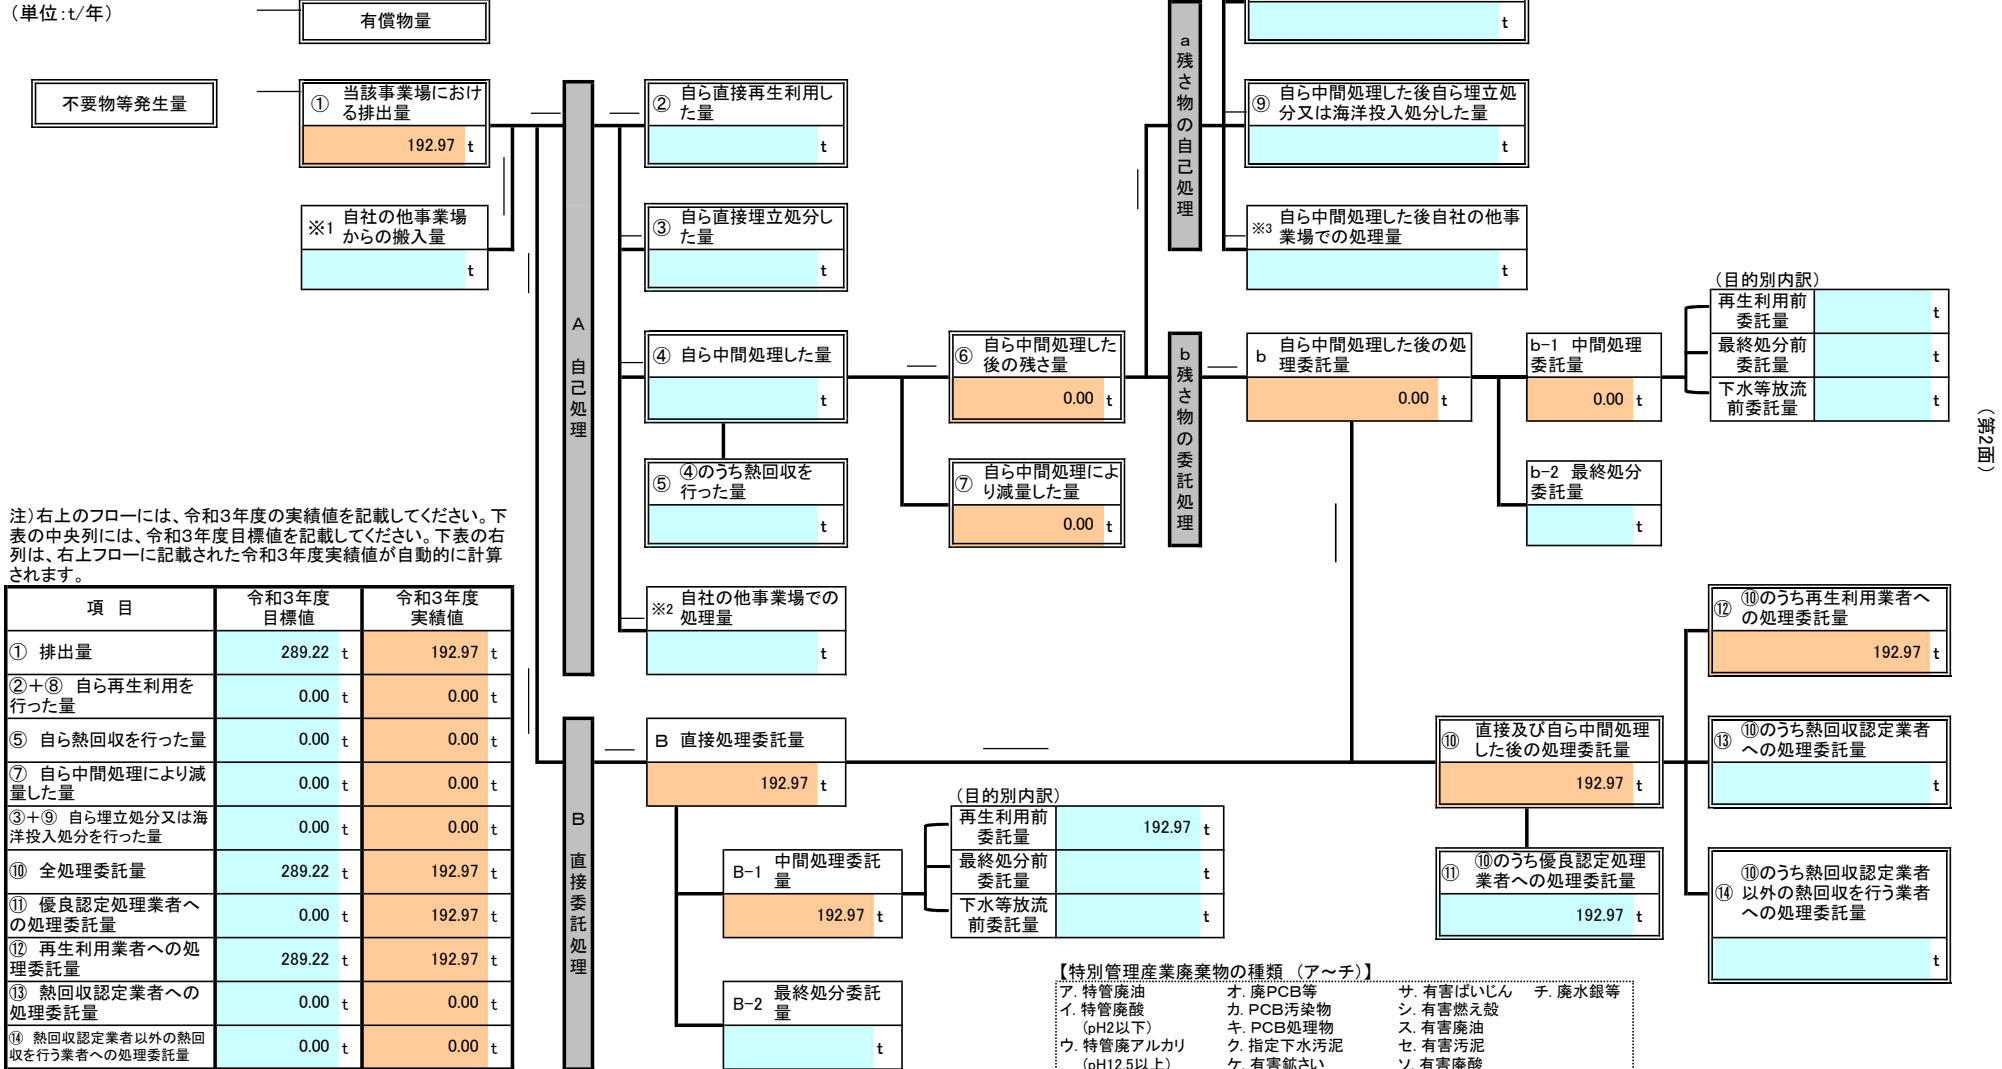 （単位：t/年）
有償物量
t
不要物等発生量
① 当該事業場におけ
る排出量
192.97 t
※1 自社の他事業場
からの搬入量
t
A 自己処理
② 自ら直接再生利用し
た量
t
③ 自ら直接埋立処分し
た量
t
④ 自ら中間処理した量
t
⑤ ④のうち熱回収を
行った量
t
※2 自社の他事業場での
処理量
t
⑥ 自ら中間処理した
後の残さ量
0.00 t
⑦ 自ら中間処理によ
り減量した量
0.00 t
a 残さ物の自己処理
⑨ 自ら中間処理した後自ら埋立処
分又は海洋投入処分した量
t
※3 自ら中間処理した後自社の他事
業場での処理量
t
b 残さ物の委託処理
b 自ら中間処理した後の処
理委託量
0.00 t
b-1 中間処理
委託量
0.00 t
b-2 最終処分
委託量
t
（目的別内訳）
再生利用前
委託量
t
最終処分前
委託量
t
下水等放流
前委託量
t
（第2面）
注）右上のフローには、令和3年度の実績値を記載してください。下
表の中央列には、令和3年度目標値を記載してください。下表の右
列は、右上フローに記載された令和3年度実績値が自動的に計算
されます。
項 目 令和3年度 令和3年度
目標値 実績値
① 排出量 289.22 t 192.97 t
②＋⑧ 自ら再生利用を
行った量 0.00 t 0.00 t
⑤ 自ら熱回収を行った量 0.00 t 0.00 t
⑦ 自ら中間処理により減
量した量 0.00 t 0.00 t
③＋⑨ 自ら埋立処分又は海
洋投入処分を行った量 0.00 t 0.00 t
⑩ 全処理委託量 289.22 t 192.97 t
⑪ 優良認定処理業者へ
の処理委託量 0.00 t 192.97 t
⑫ 再生利用業者への処
理委託量 289.22 t 192.97 t
⑬ 熱回収認定業者への
処理委託量 0.00 t 0.00 t
⑭ 熱回収認定業者以外の熱回
収を行う業者への処理委託量 0.00 t 0.00 t
B 直接委託処理
B 直接処理委託量
192.97 t
B-1 中間処理委託
量
192.97 t
B-2 最終処分委託
量
t
（目的別内訳）
再生利用前
委託量
192.97 t
最終処分前
委託量
t
下水等放流
前委託量
t
⑩ 直接及び自ら中間処理
した後の処理委託量
192.97 t
⑪ ⑩のうち優良認定処理
業者への処理委託量
192.97 t
⑫ ⑩のうち再生利用業者へ
の処理委託量
192.97 t
⑬ ⑩のうち熱回収認定業者
への処理委託量
t
⑭ ⑩のうち熱回収認定業者
以外の熱回収を行う業者
への処理委託量
t
【特別管理産業廃棄物の種類 （ア～チ）】
ア. 特管廃油 オ. 廃PCB等 サ. 有害ばいじん チ. 廃水銀等
イ. 特管廃酸 カ. PCB汚染物 シ. 有害燃え殻
（pH2以下） キ. PCB処理物 ス. 有害廃油
ウ. 特管廃アルカリ ク. 指定下水汚泥 セ. 有害汚泥
（pH12.5以上） ケ. 有害鉱さい ソ. 有害廃酸